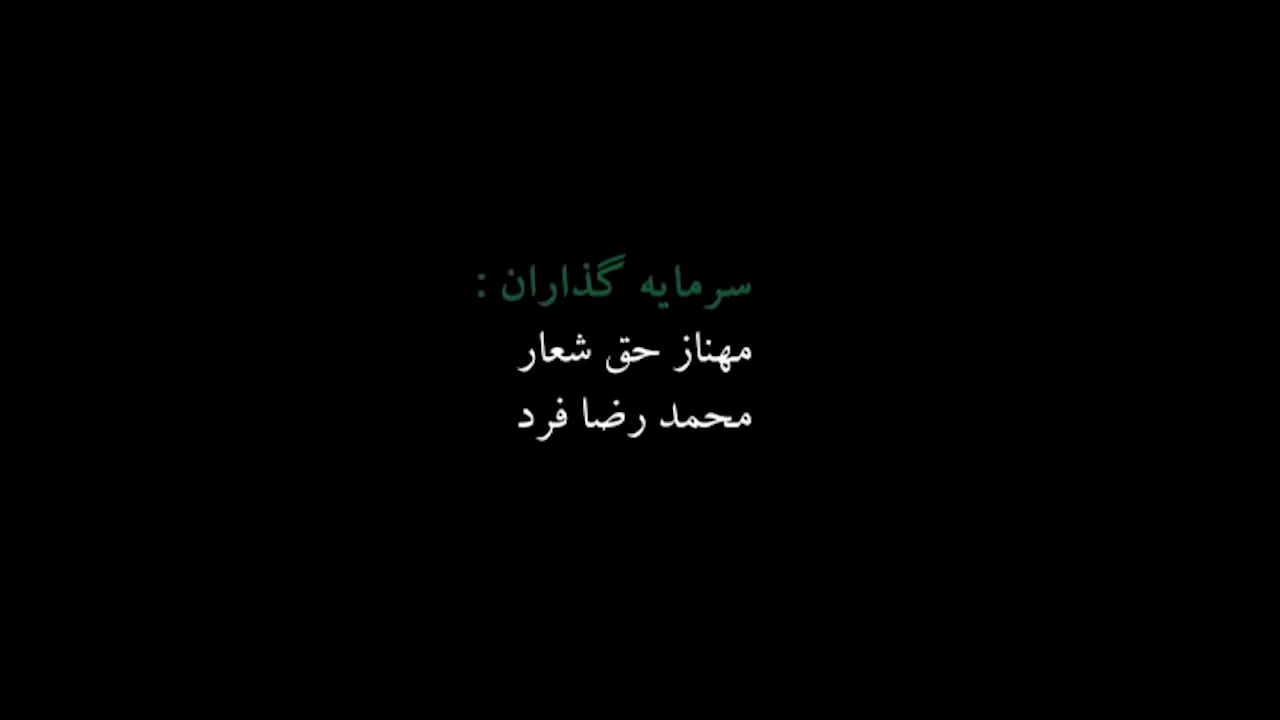 سرمایه گذاران :
مهناز حق شعار
محمد رضا فرد